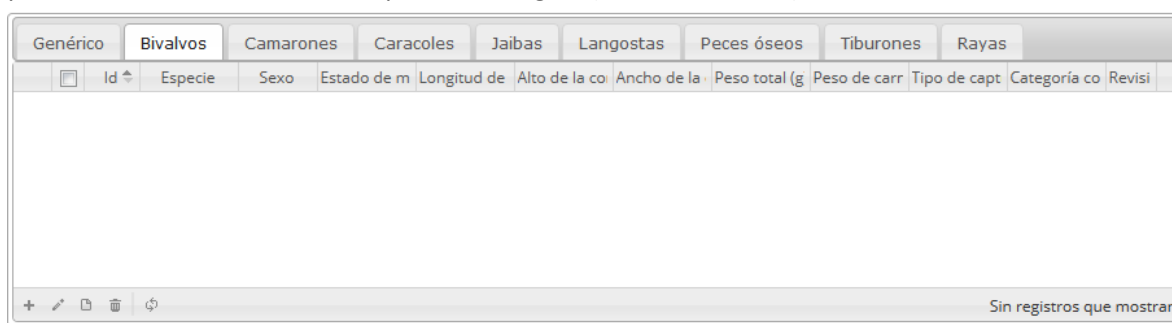 Genérico Bivalvos Camarones Caracoles Jaibas Langostas Peces óseos Tiburones Rayas
Id Especie Sexo Estado de m Longitud de Alto de la co Ancho de la Peso total (g Peso de carr Tipo de capt Categoría co Revisi
Sin registros que mostrar